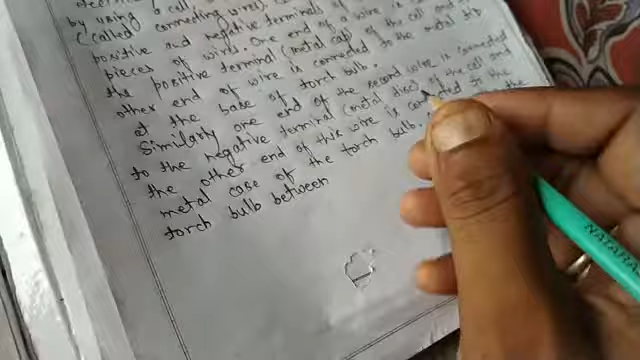 by using a cell,
(called connecting wire).
positive and negative terminals of
pieces of wires. One end of a wire is
the positive terminal (metal cap) of the cell and
other end of wire is connected to the metal
at the base of torch bulb.
Similarly one end of the second wire is connected
to the negative terminal (metal disc) of the cell and
the other end of this wire is connected to the
metal case of the torch bulb. the
torch bulb between
NATARAJ